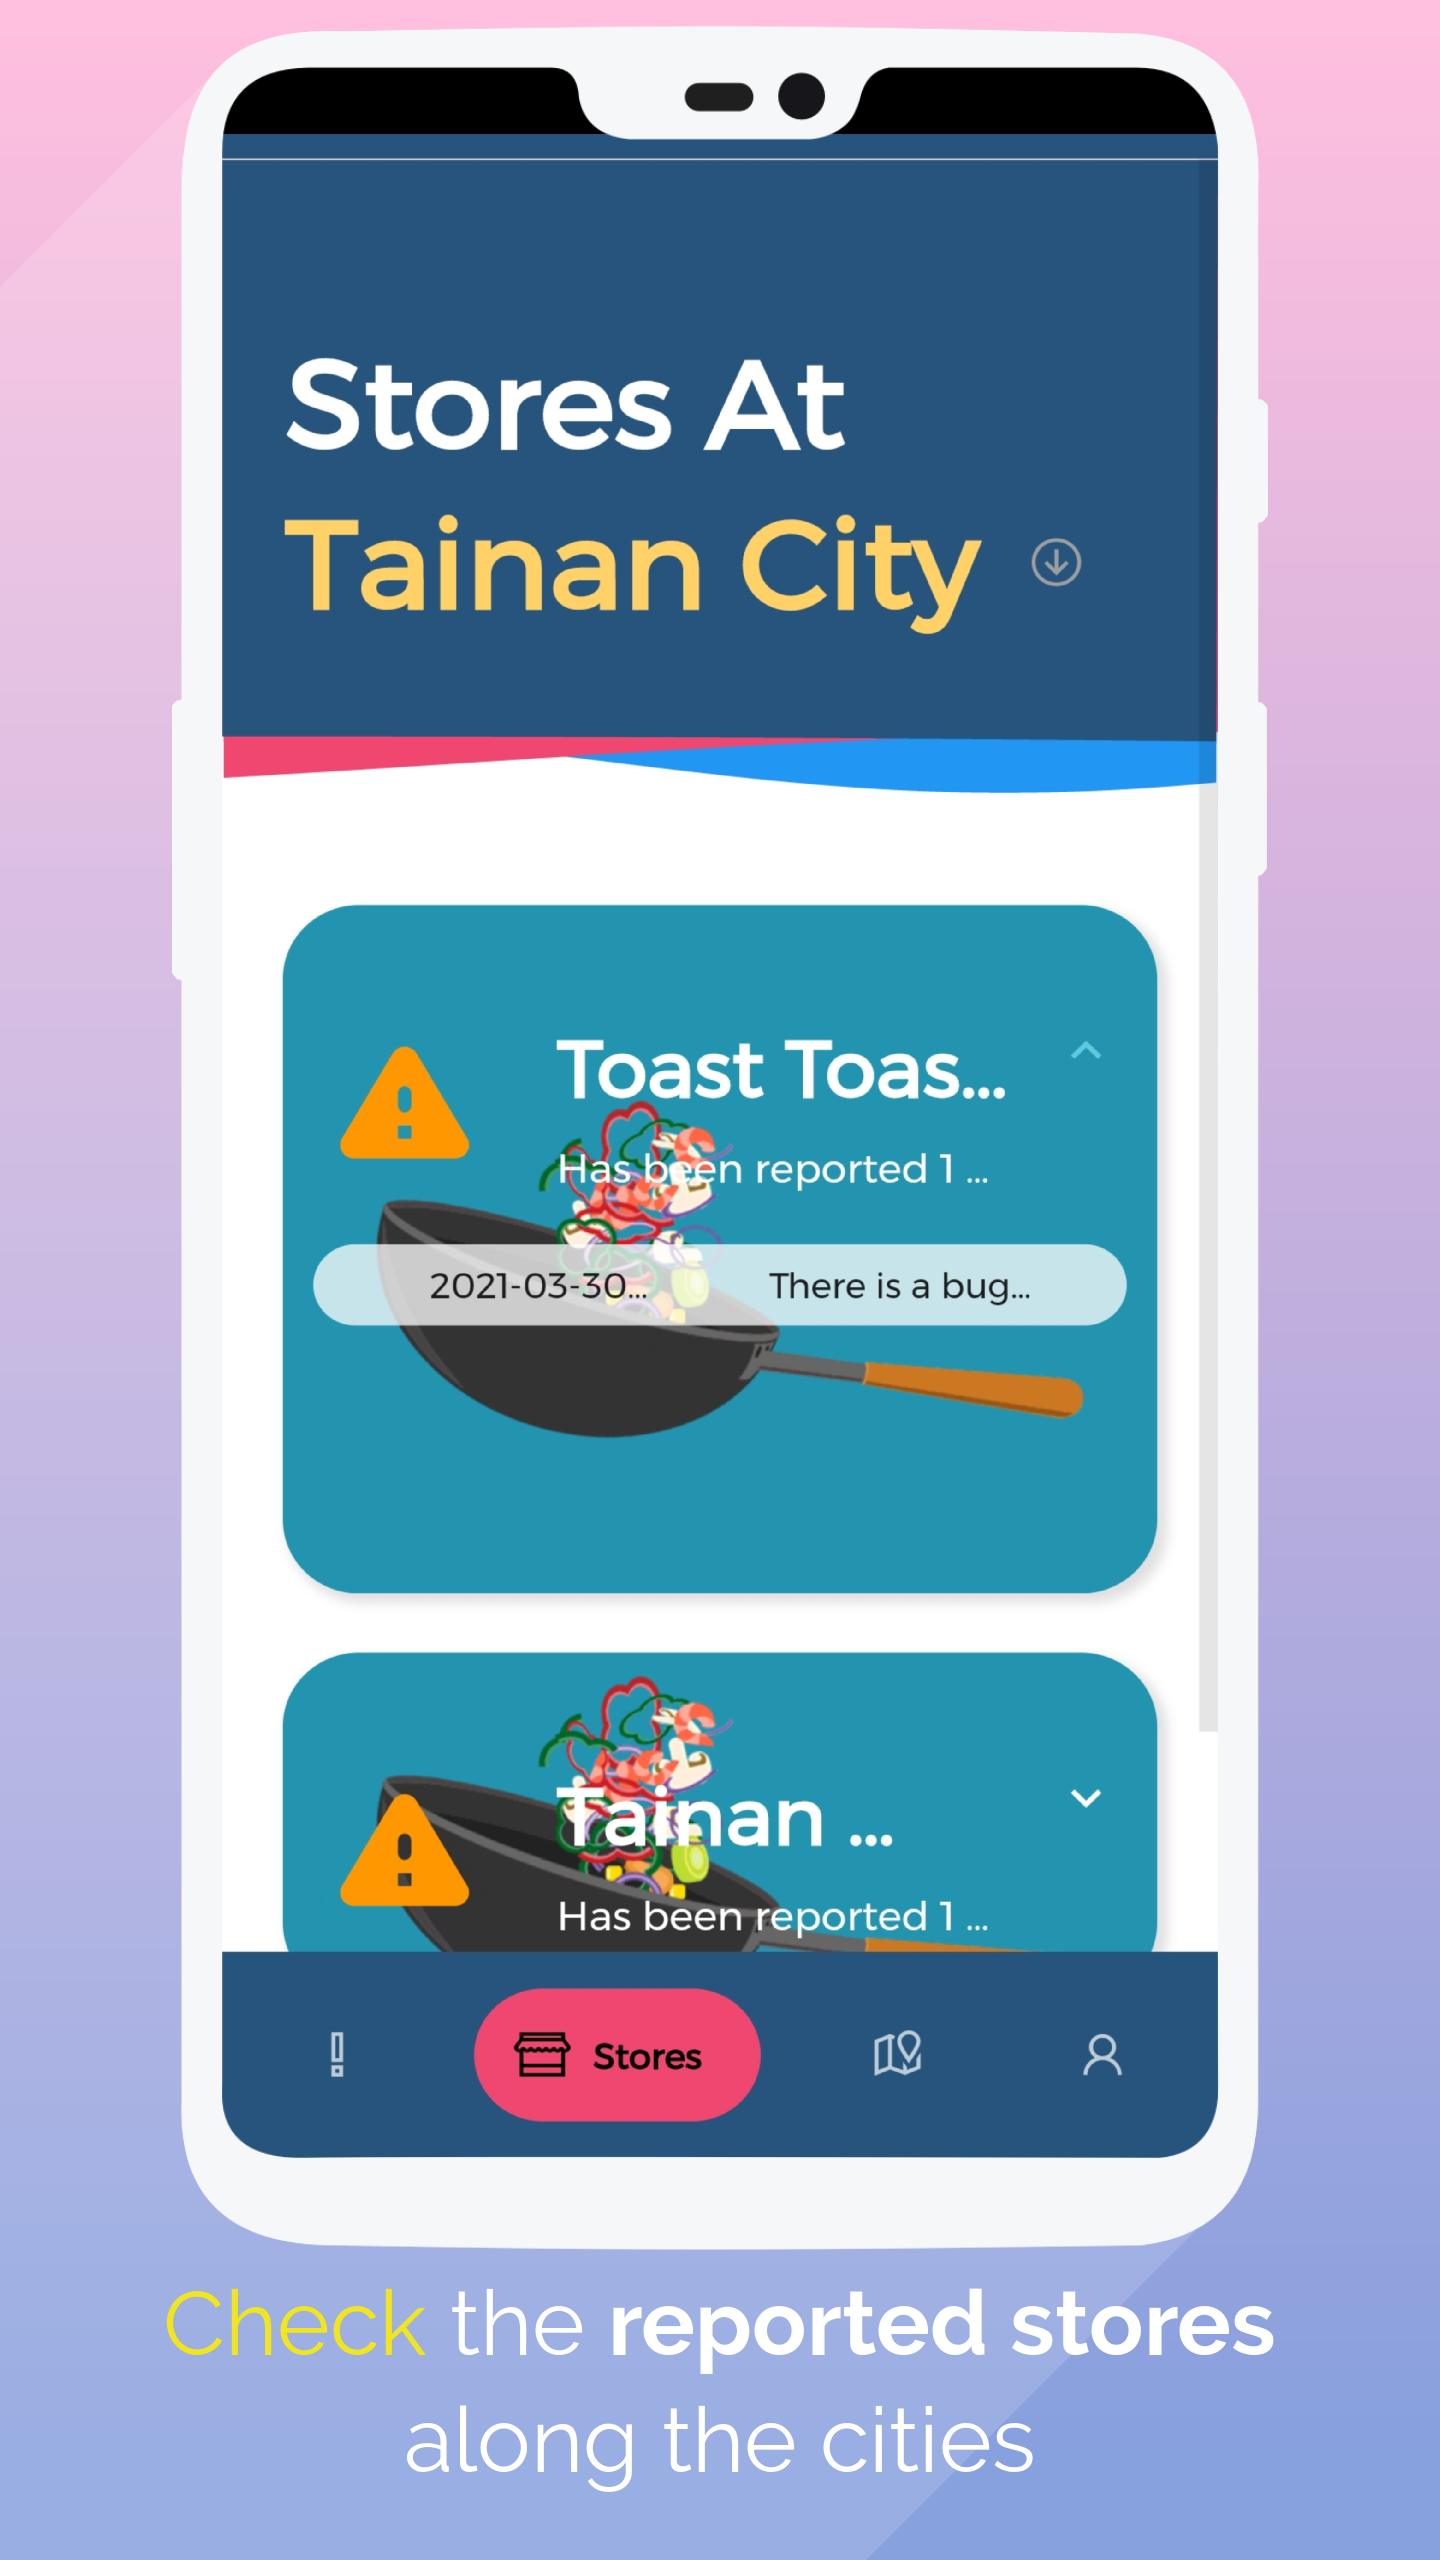 Stores At
Tainan City
Toast Toas...
Has been reported 1 ...
2021-03-30... There is a bug...
Tainan ...
Has been reported 1 ...
Stores
Check the reported stores
along the cities